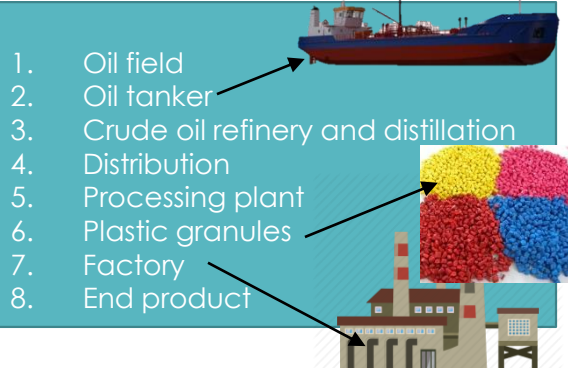 1. Oil field
2. Oil tanker
3. Crude oil refinery and distillation
4. Distribution
5. Processing plant
6. Plastic granules
7. Factory
8. End product